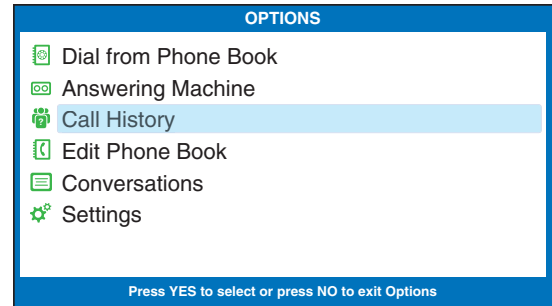 OPTIONS
Dial from Phone Book
Answering Machine
Call History
Edit Phone Book
Conversations
Settings
Press YES to select or press NO to exit Options